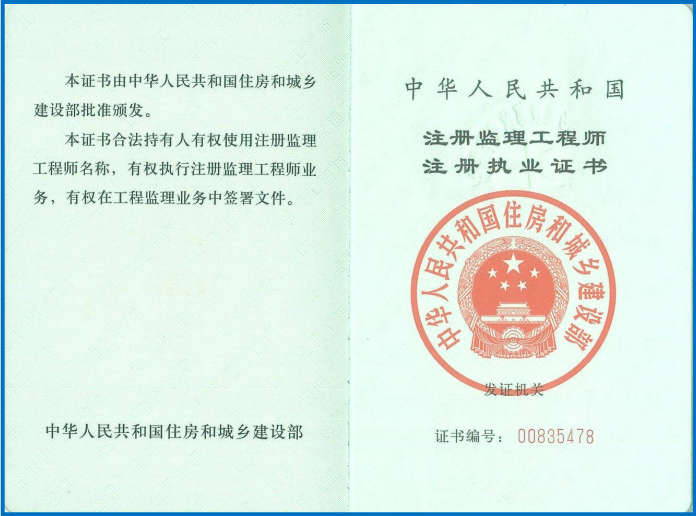 本证书由中华人民共和国住房和城乡
建设部批准颁发。
本证书合法持有人有权使用注册监理
工程师名称，有权执行注册监理工程师业
务，有权在工程监理业务中签署文件。
中华人民共和国住房和城乡建设部
中华人民共和国
注册监理工程师
注册执业证书
中华人民共和国住房和城乡建设部
发证机关
证书编号：00835478